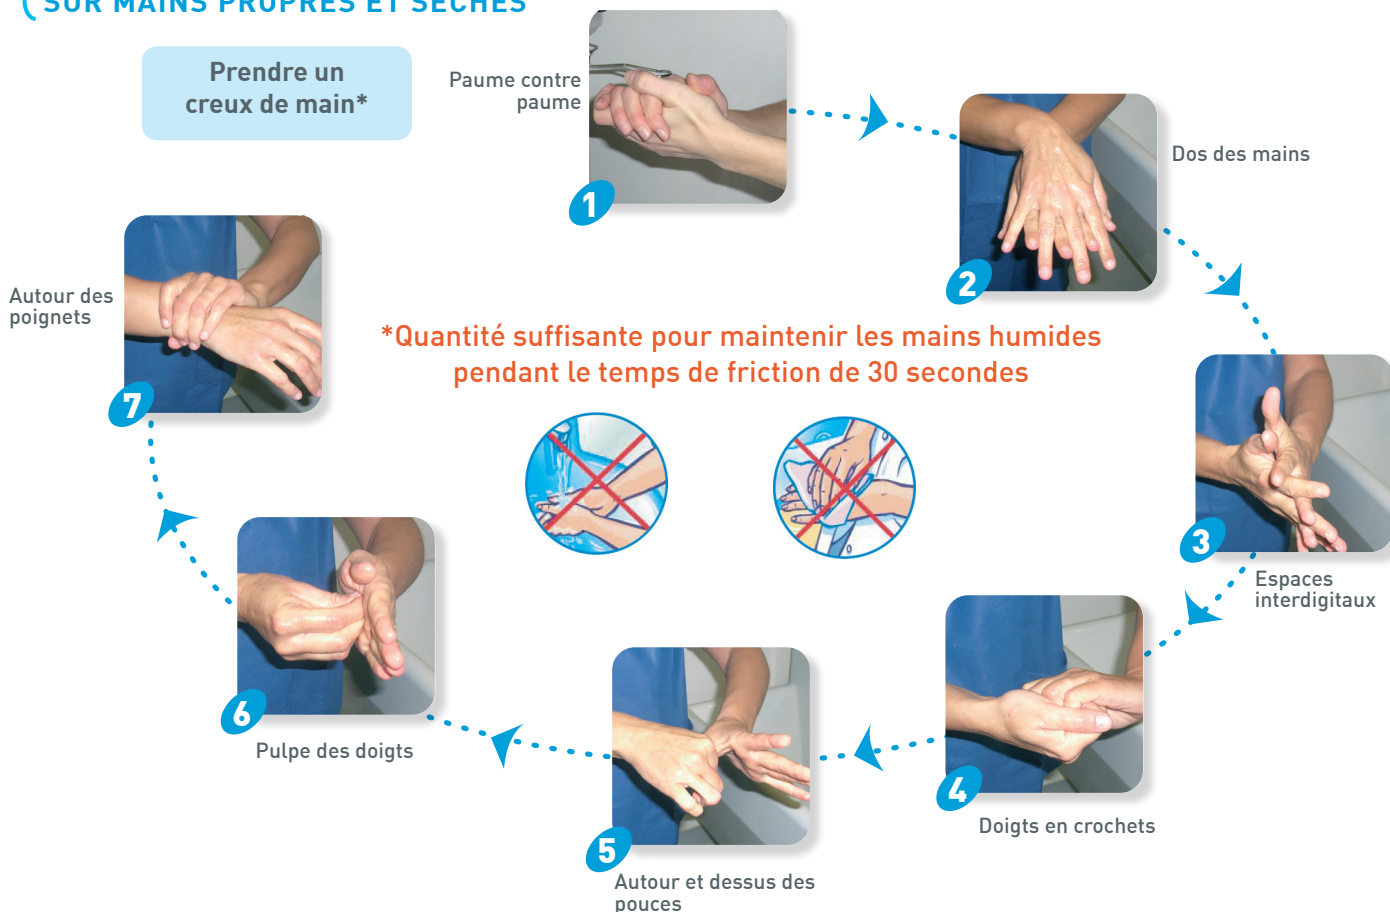 SUR MAINS PROPRES ET SÈCHES
Prendre un
creux de main*
Paume contre
paume
1
Dos des mains
2
3
Espaces
interdigitaux
4
Doigts en crochets
5
Autour et dessus des
pouces
6
Pulpe des doigts
Autour des
poignets
7
*Quantité suffisante pour maintenir les mains humides
pendant le temps de friction de 30 secondes